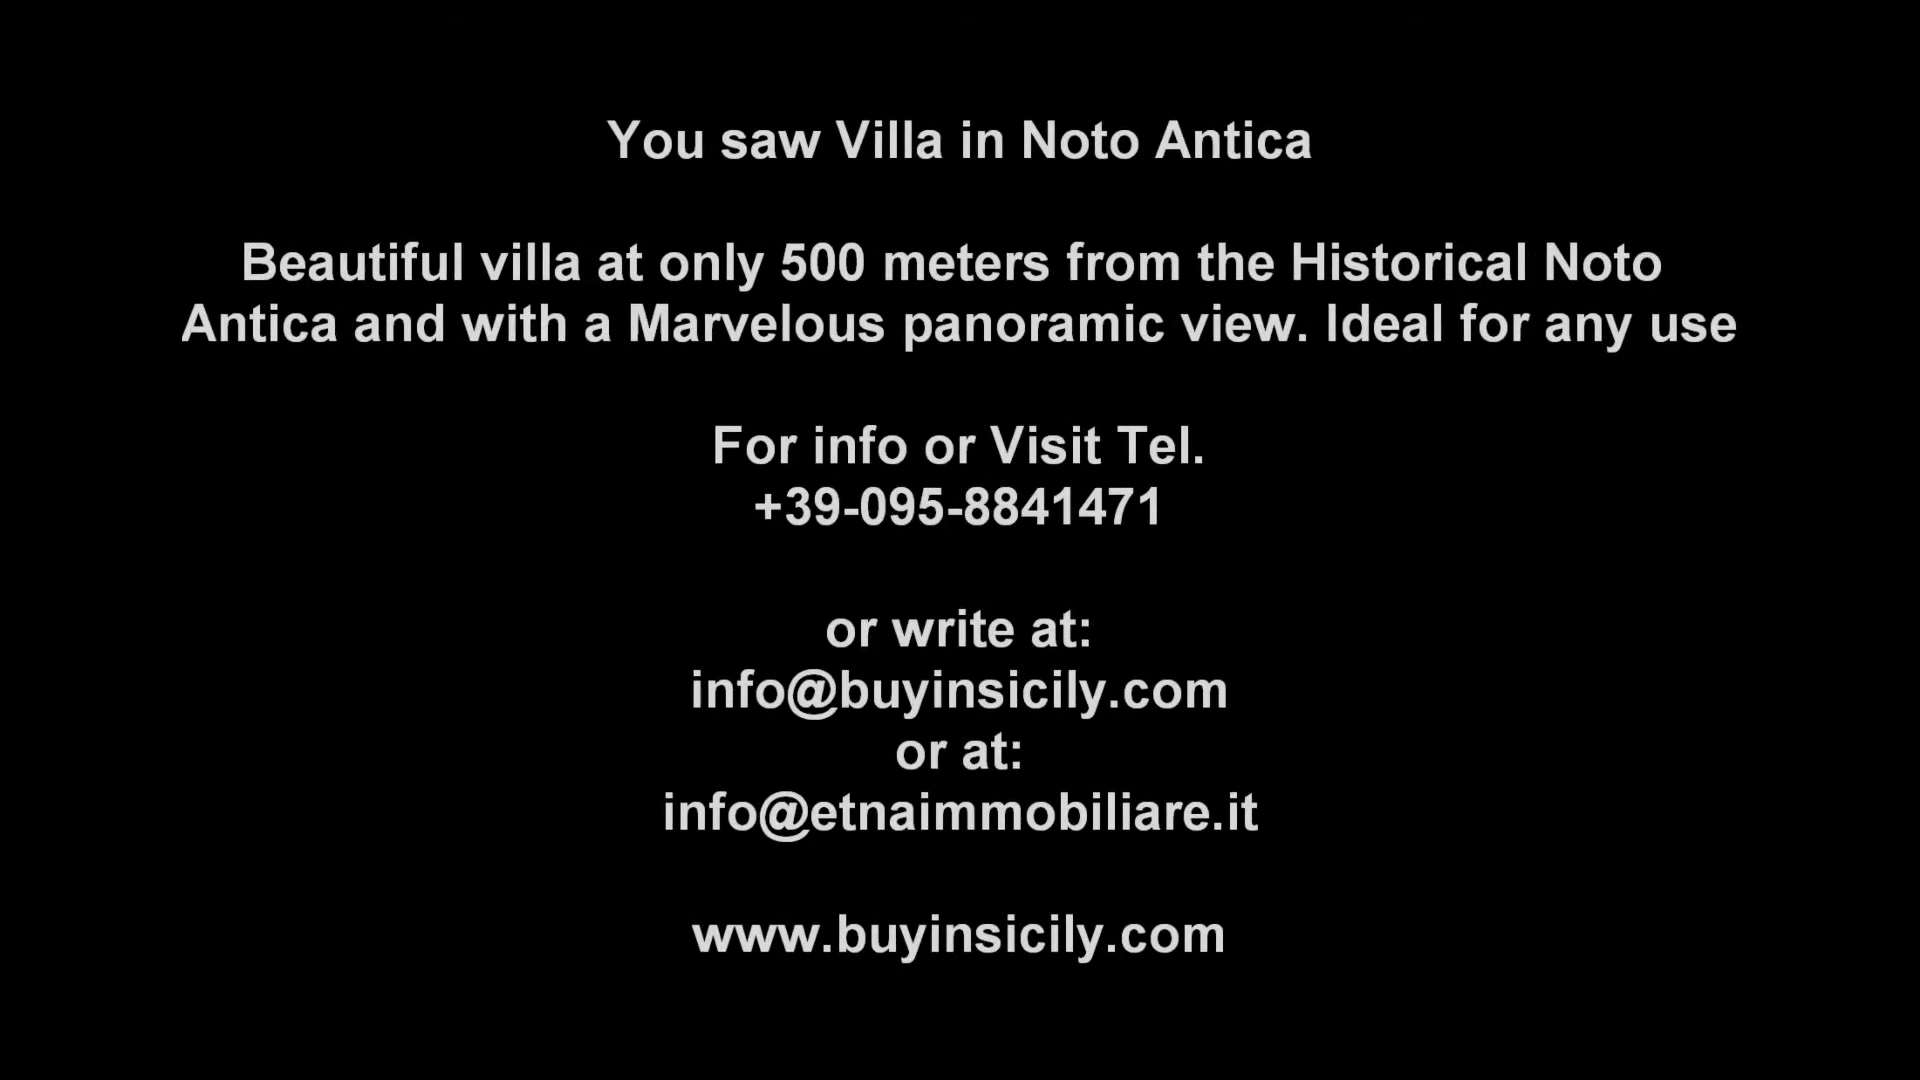 You saw Villa in Noto Antica
Beautiful villa at only 500 meters from the Historical Noto
Antica and with a Marvelous panoramic view. Ideal for any use
For info or Visit Tel.
+39-095-8841471
or write at:
info@buyinsicily.com
or at:
info@etnaimmobiliare.it
www.buyinsicily.com